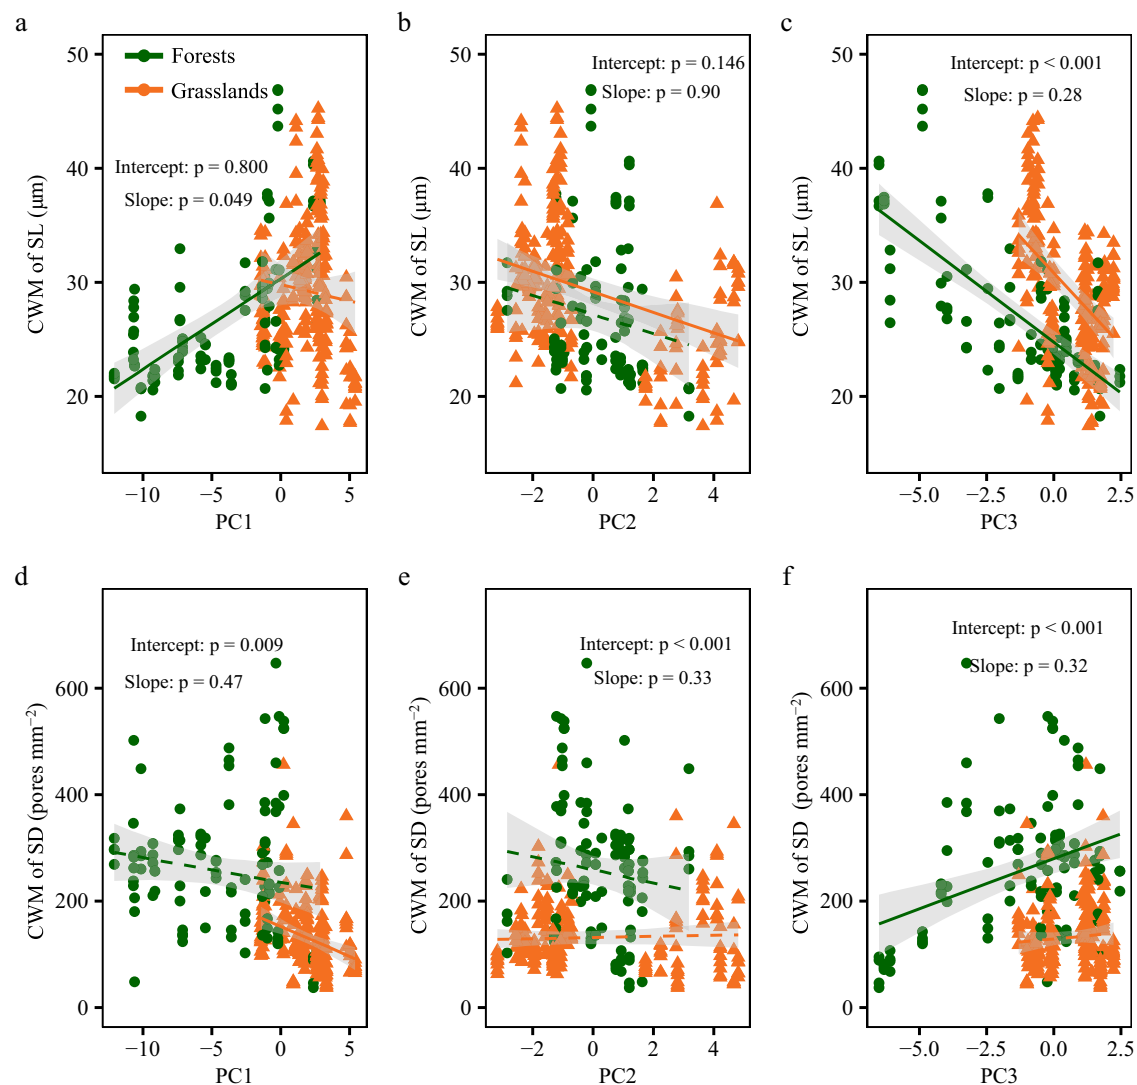 a
b
c
50
40
30
20
CWM of SL (μm)
Forests
Grasslands
Intercept: p = 0.800
Slope: p = 0.049
−10
−5
0
5
PC1
50
40
30
20
CWM of SL (μm)
Intercept: p = 0.146
Slope: p = 0.90
−2
0
2
4
PC2
50
40
30
20
CWM of SL (μm)
Intercept: p < 0.001
Slope: p = 0.28
−5.0
−2.5
0.0
2.5
PC3
d
e
f
600
400
200
0
CWM of SD (pores mm⁻²)
Intercept: p = 0.009
Slope: p = 0.47
−10
−5
0
5
PC1
600
400
200
0
CWM of SD (pores mm⁻²)
Intercept: p < 0.001
Slope: p = 0.33
−2
0
2
4
PC2
600
400
200
0
CWM of SD (pores mm⁻²)
Intercept: p < 0.001
Slope: p = 0.32
−5.0
−2.5
0.0
2.5
PC3